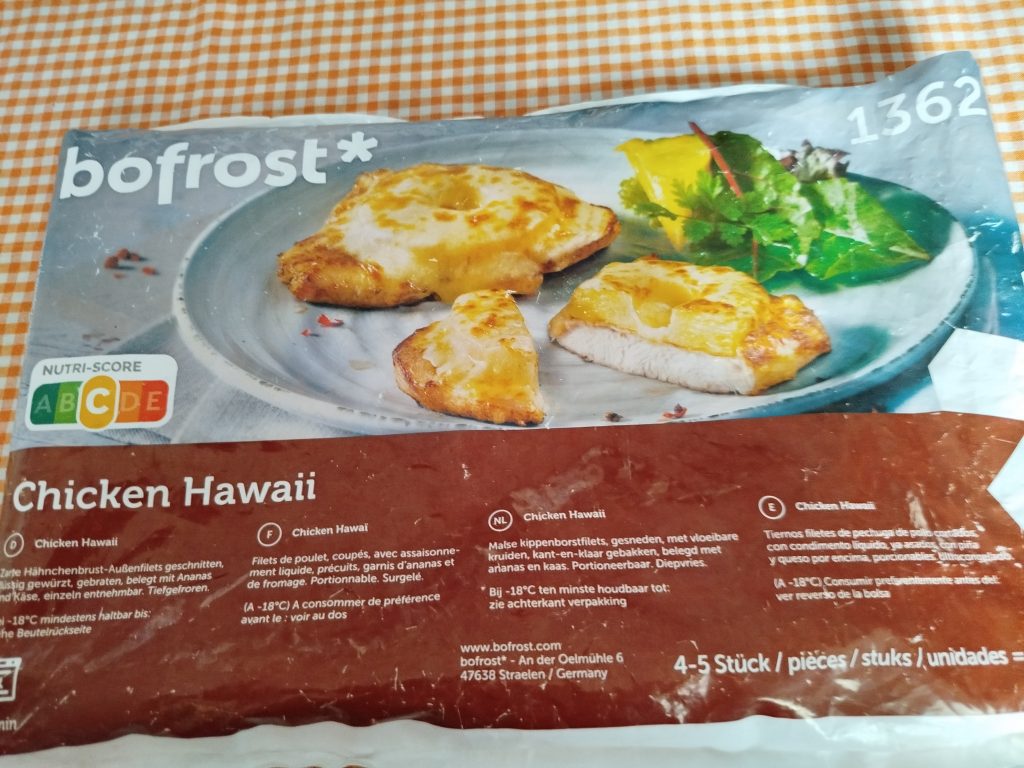 bofrost*
1362
NUTRI-SCORE
A B C D E
Chicken Hawaii
D Chicken Hawaii
Zarte Hähnchenbrust-Außenfilets geschnitten,
flüssig gewürzt, gebraten, belegt mit Ananas
und Käse, einzeln entnehmbar. Tiefgefroren.
-18°C mindestens haltbar bis:
Beutelrückseite
F Chicken Hawaï
Filets de poulet, coupés, avec assaisonne-
ment liquide, précuits, garnis d'ananas et
de fromage. Portionnable. Surgelé.
(A -18°C) A consommer de préférence
avant le : voir au dos
NL Chicken Hawaii
Malse kippenborstfilets, gesneden, met vloeibare
kruiden, kant-en-klaar gebakken, belegd met
ananas en kaas. Portioneerbaar. Diepvries.
* Bij -18°C ten minste houdbaar tot:
zie achterkant verpakking
E Chicken Hawaii
Tiernos filetes de pechuga de pollo cortados,
con condimento líquido, ya asados, con piña
y queso por encima, porcionables. Ultracongelado
(A -18°C) Consumir preferentemente antes del:
ver reverso de la bolsa
www.bofrost.com
bofrost* - An der Oelmühle 6
47638 Straelen / Germany
4-5 Stück / pièces / stuks / unidades =
min